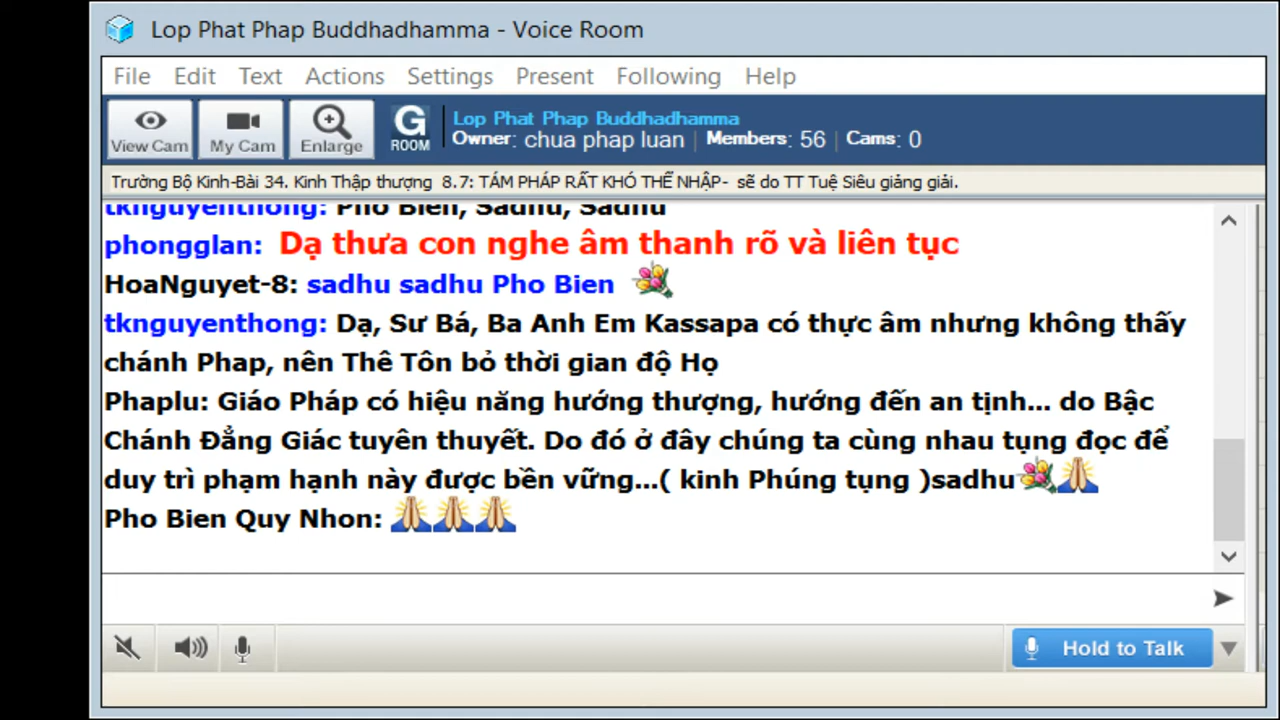 Lop Phat Phap Buddhadhamma - Voice Room
File Edit Text Actions Settings Present Following Help
View Cam My Cam Enlarge G ROOM
Lop Phat Phap Buddhadhamma
Owner: chua phap luan | Members: 56 | Cams: 0
Trường Bộ Kinh-Bài 34. Kinh Thập thượng 8.7: TÁM PHÁP RẤT KHÓ THỂ NHẬP- sẽ do TT Tuệ Siêu giảng giải.
tknguyenthong: Pho Bien, Sadhu, Sadhu
phongglan: Dạ thưa con nghe âm thanh rõ và liên tục
HoaNguyet-8: sadhu sadhu Pho Bien
tknguyenthong: Dạ, Sư Bá, Ba Anh Em Kassapa có thực âm nhưng không thấy
chánh Phap, nên Thê Tôn bỏ thời gian độ Họ
Phaplu: Giáo Pháp có hiệu năng hướng thượng, hướng đến an tịnh... do Bậc
Chánh Đẳng Giác tuyên thuyết. Do đó ở đây chúng ta cùng nhau tụng đọc để
duy trì phạm hạnh này được bền vững...( kinh Phúng tụng )sadhu
Pho Bien Quy Nhon:
Hold to Talk